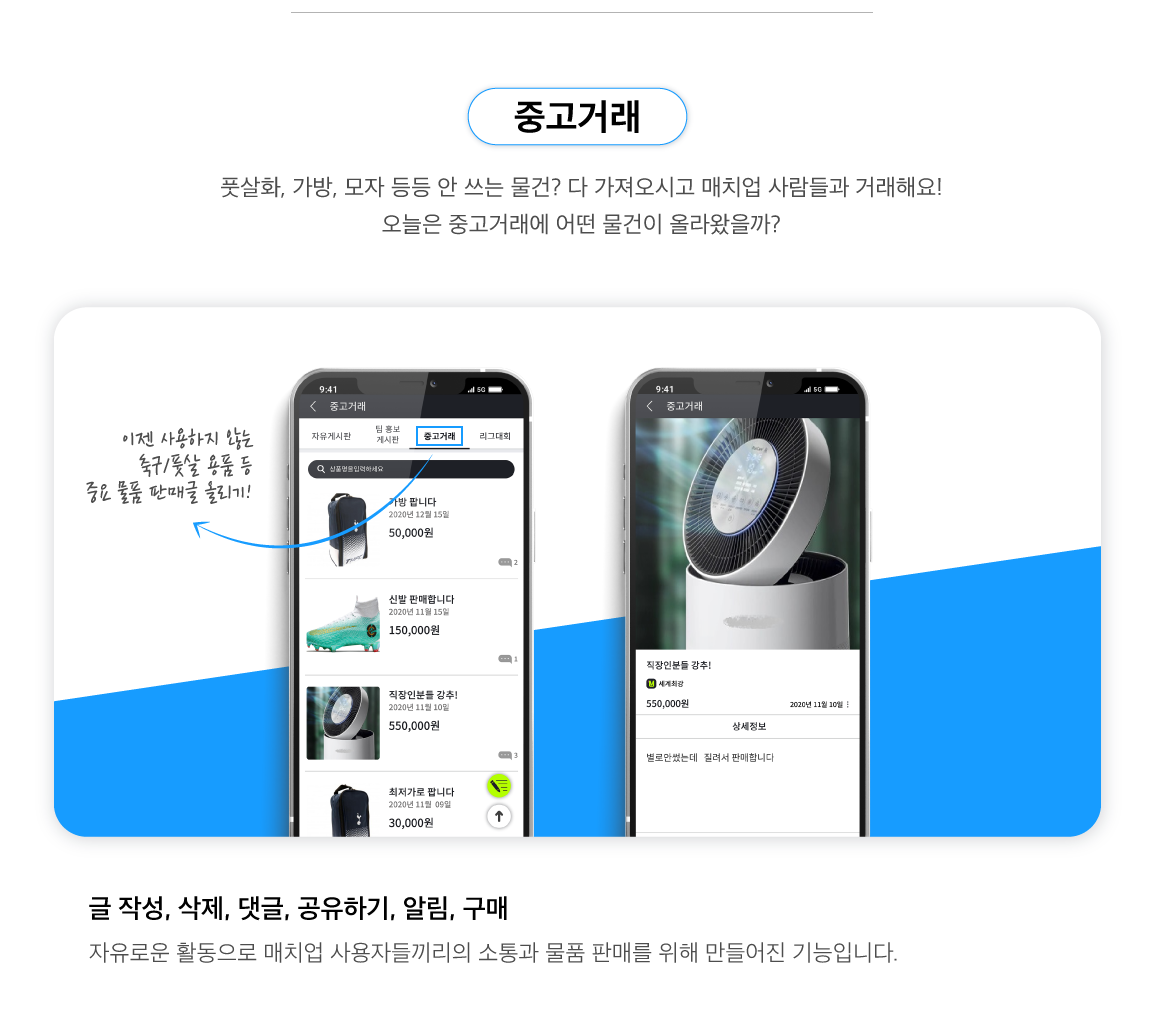 중고거래
풋살화, 가방, 모자 등등 안 쓰는 물건? 다 가져오시고 매치업 사람들과 거래해요!
오늘은 중고거래에 어떤 물건이 올라왔을까?
이젠 사용하지 않는
축구/풋살 용품 등
중요 물품 판매글 올리기!
9:41
5G
중고거래
자유게시판
팀 홍보
게시판
중고거래
리그대회
상품명을입력하세요
가방 팝니다
2020년 12월 15일
50,000원
2
신발 판매합니다
2020년 11월 15일
150,000원
1
직장인분들 강추!
2020년 11월 10일
550,000원
3
최저가로 팝니다
2020년 11월 09일
30,000원
9:41
5G
중고거래
직장인분들 강추!
M 세계최강
550,000원
2020년 11월 10일
상세정보
별로안썼는데 질려서 판매합니다
글 작성, 삭제, 댓글, 공유하기, 알림, 구매
자유로운 활동으로 매치업 사용자들끼리의 소통과 물품 판매를 위해 만들어진 기능입니다.